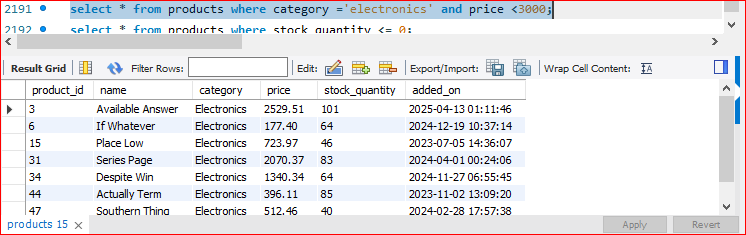 2191 select * from products where category ='electronics' and price <3000;
2192 select * from products where stock_quantity <= 0;
Result Grid Filter Rows: Edit: Export/Import: Wrap Cell Content:
product_id name category price stock_quantity added_on
3 Available Answer Electronics 2529.51 101 2025-04-13 01:11:46
6 If Whatever Electronics 177.40 64 2024-12-19 10:37:14
15 Place Low Electronics 723.97 46 2023-07-05 14:36:07
31 Series Page Electronics 2070.37 83 2024-04-01 00:24:06
34 Despite Win Electronics 1340.34 64 2024-11-27 06:55:45
44 Actually Term Electronics 396.11 85 2023-11-02 13:09:20
47 Southern Thing Electronics 512.46 40 2024-02-28 17:57:38
products 15 Apply Revert